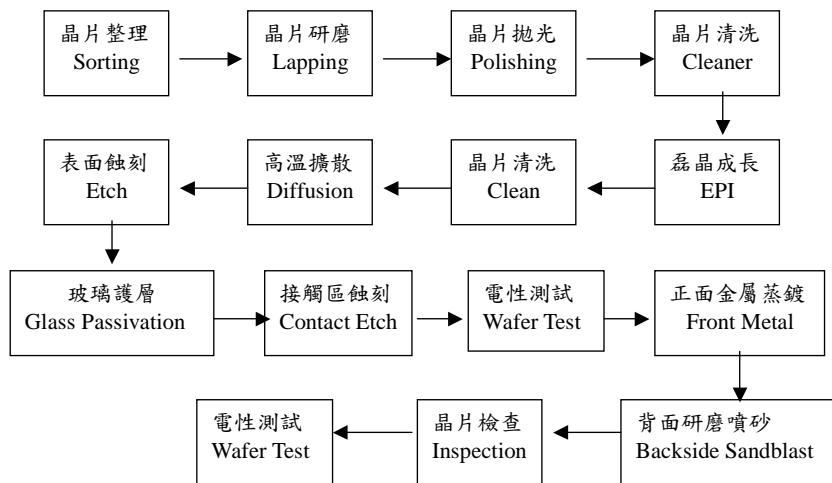 晶片整理
Sorting
晶片研磨
Lapping
晶片拋光
Polishing
晶片清洗
Cleaner
磊晶成長
EPI
晶片清洗
Clean
高溫擴散
Diffusion
表面蝕刻
Etch
玻璃護層
Glass Passivation
接觸區蝕刻
Contact Etch
電性測試
Wafer Test
正面金屬蒸鍍
Front Metal
背面研磨噴砂
Backside Sandblast
晶片檢查
Inspection
電性測試
Wafer Test